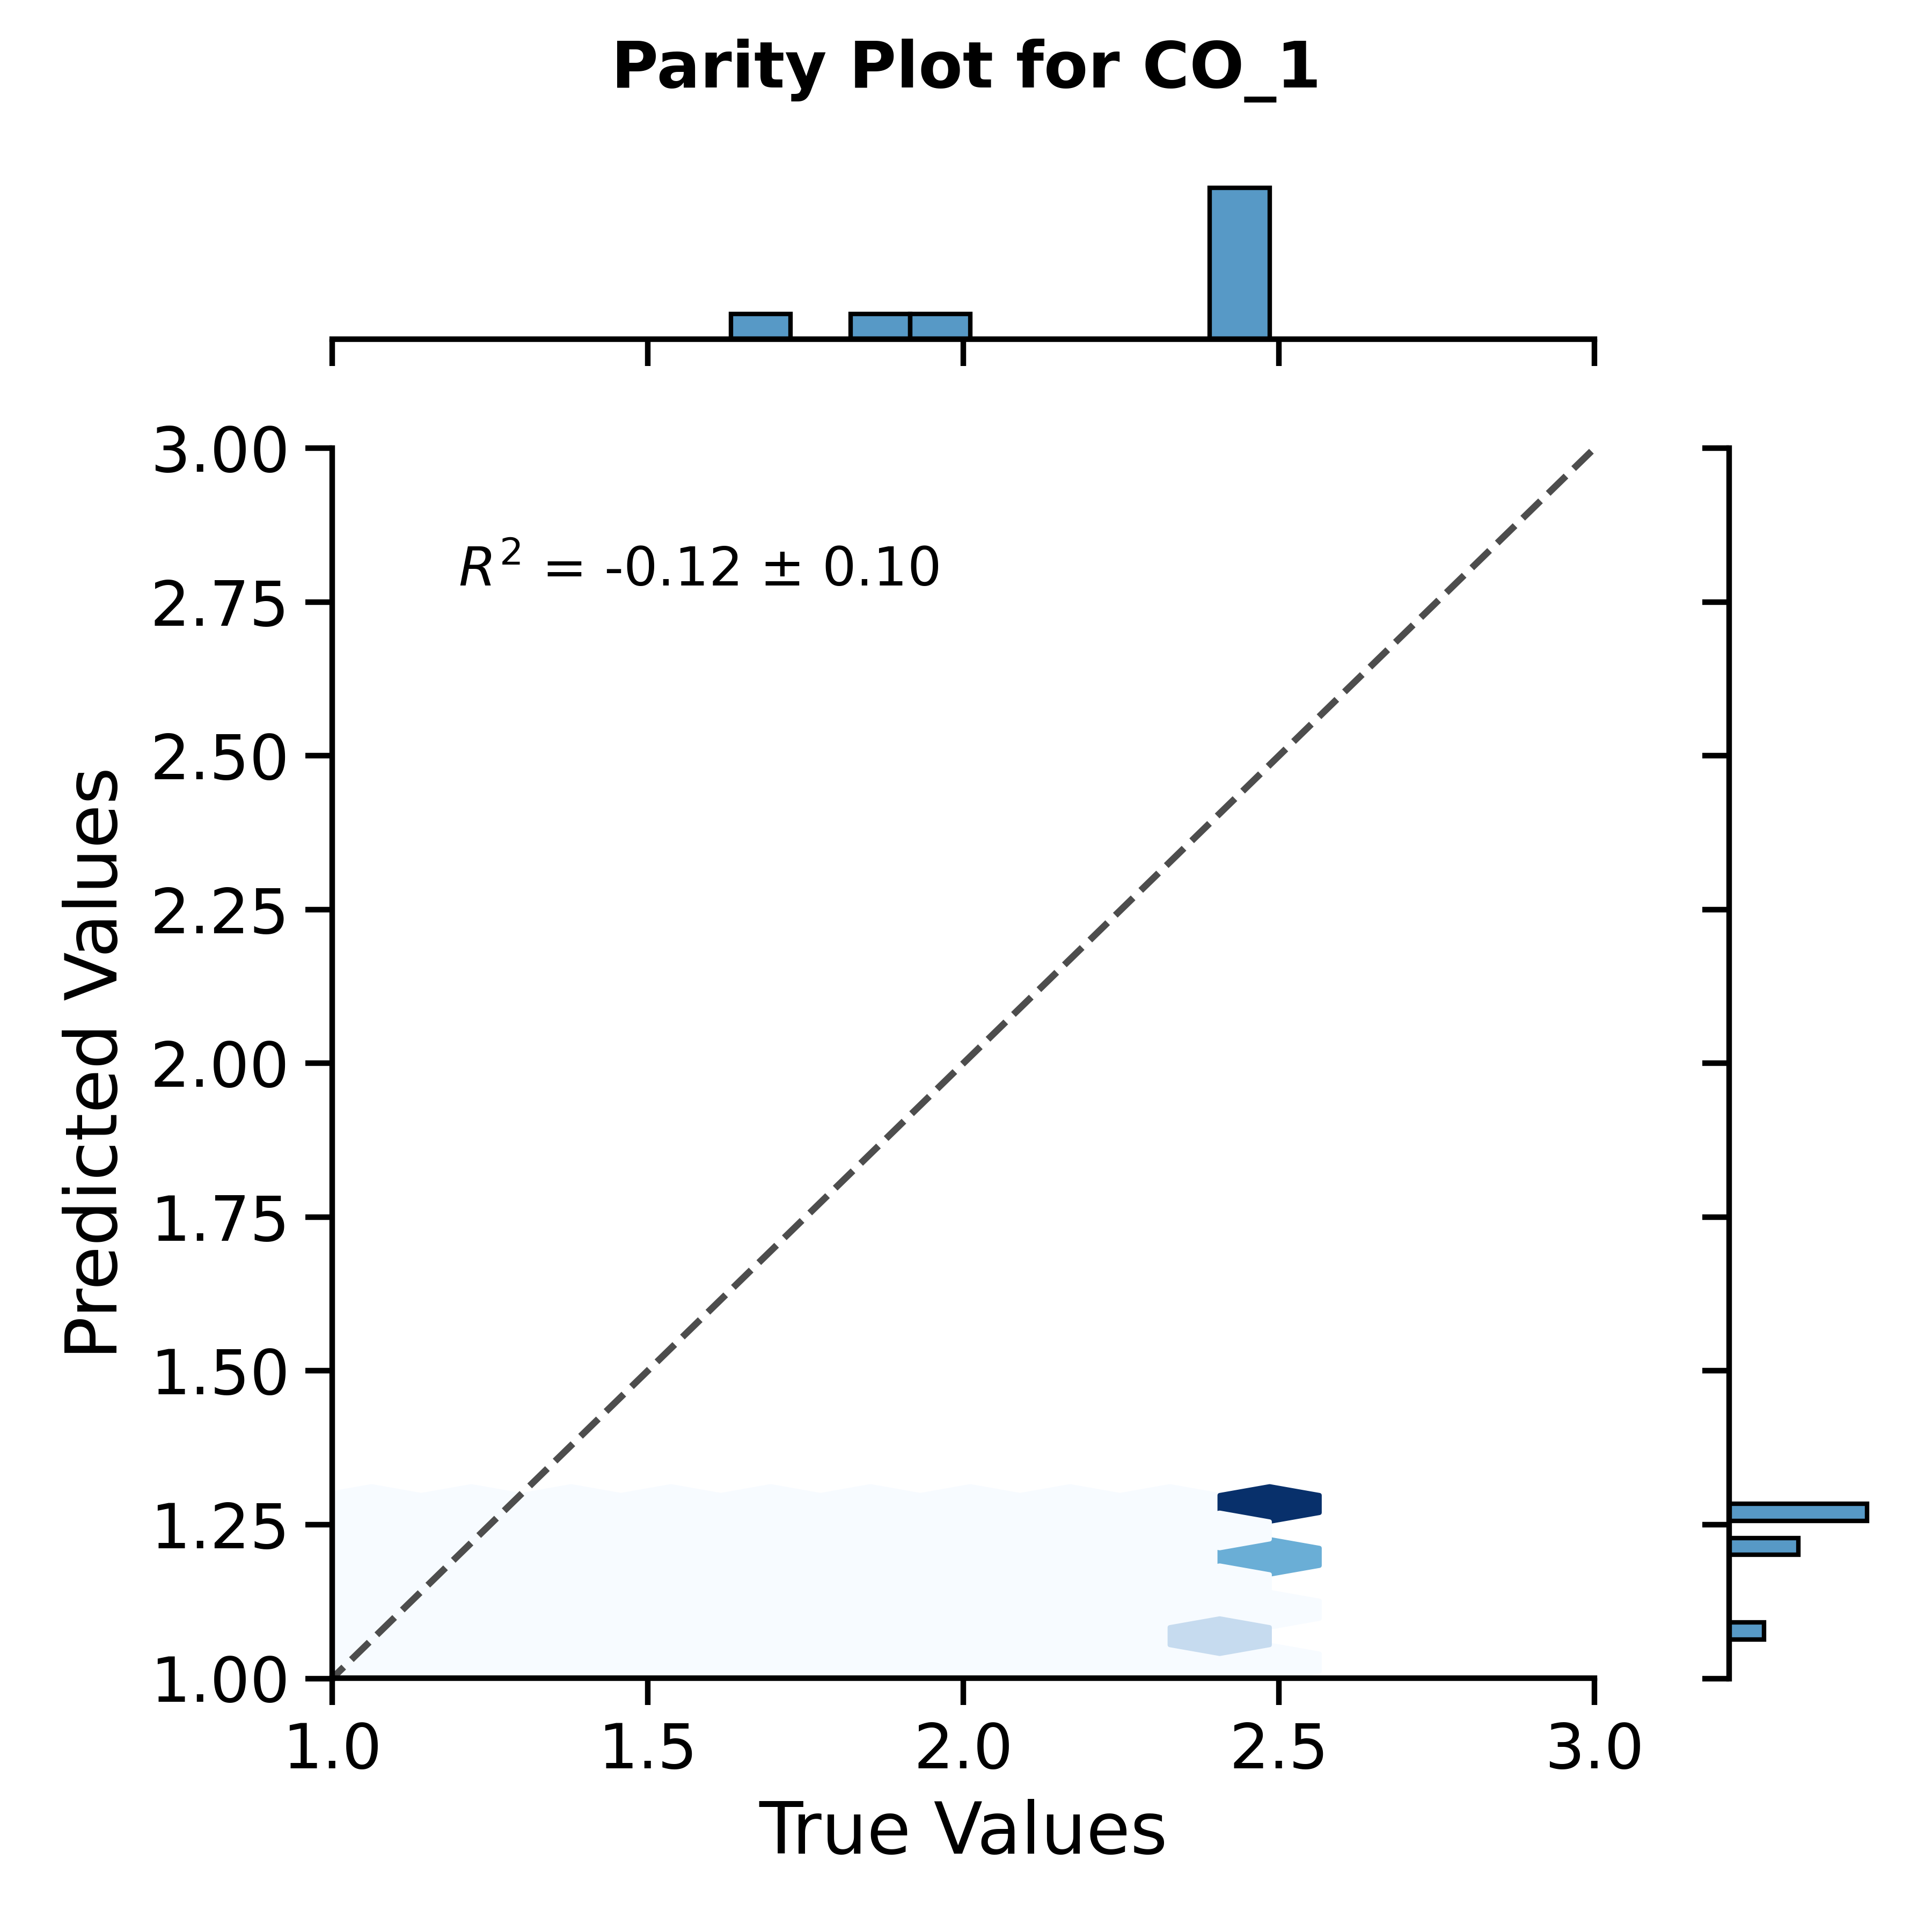 Parity Plot for CO_1
R² = -0.12 ± 0.10
Predicted Values
3.00
2.75
2.50
2.25
2.00
1.75
1.50
1.25
1.00
1.0 1.5 2.0 2.5 3.0
True Values